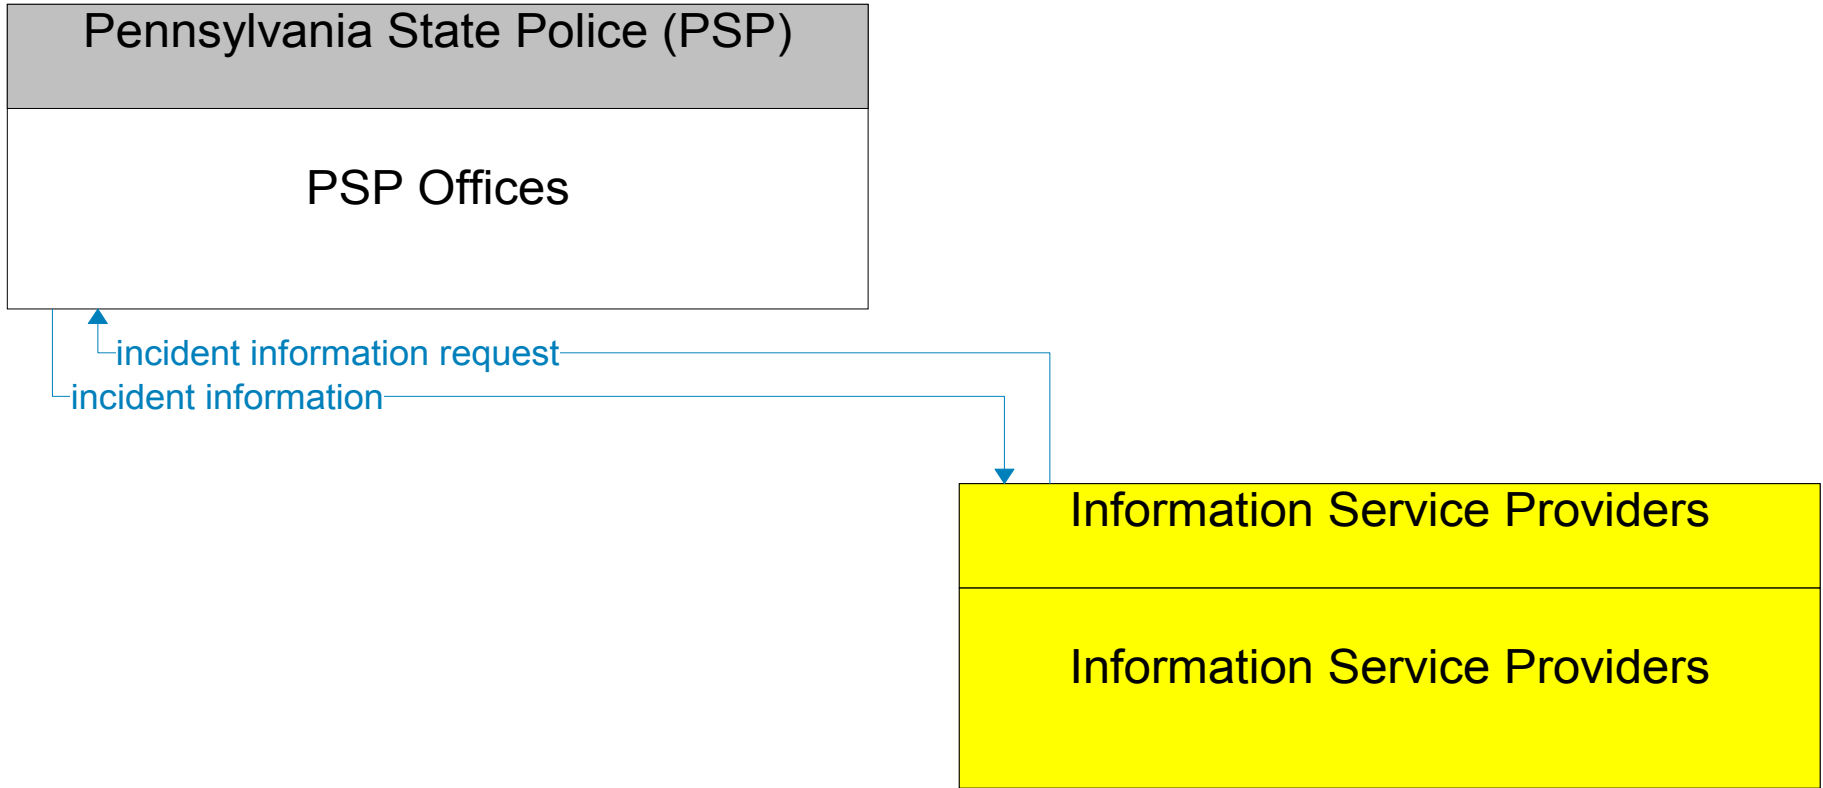 Pennsylvania State Police (PSP)
PSP Offices
incident information request
incident information
Information Service Providers
Information Service Providers